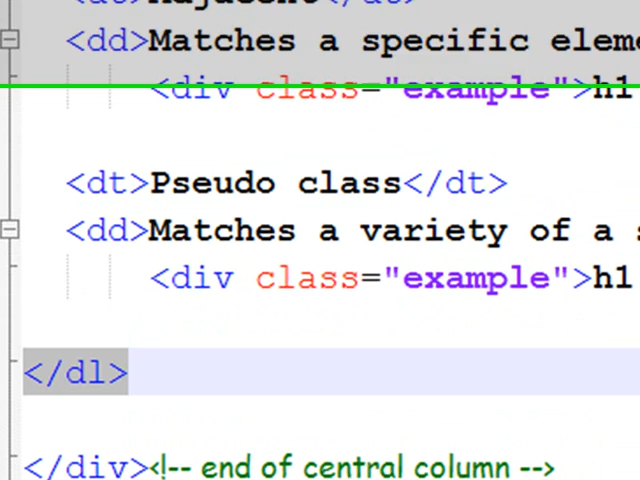 <dd>Matches a specific
<div class="example">h1
<dt>Pseudo class</dt>
<dd>Matches a variety of a
<div class="example">h1
</dl>
</div><!-- end of central column -->